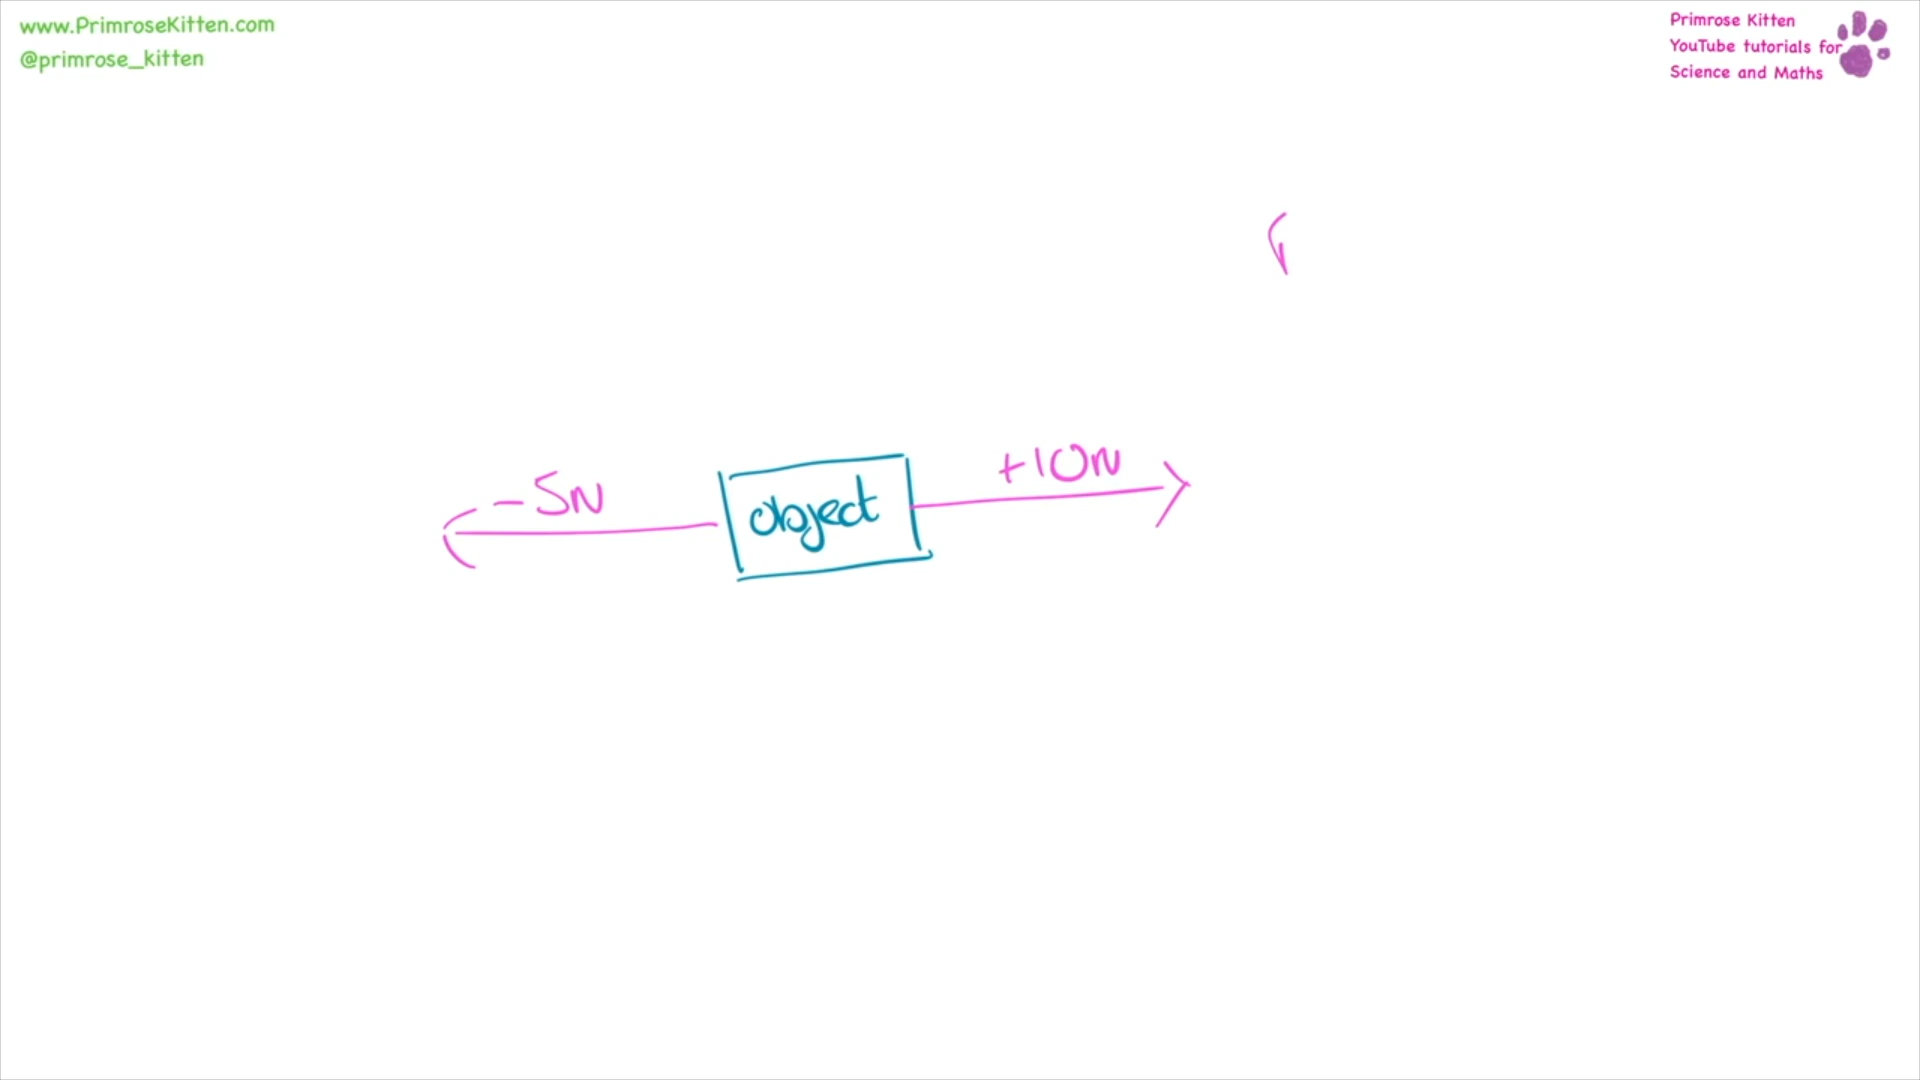 www.PrimroseKitten.com
@primrose_kitten
Primrose Kitten
YouTube tutorials for
Science and Maths
-5N
object
+10N